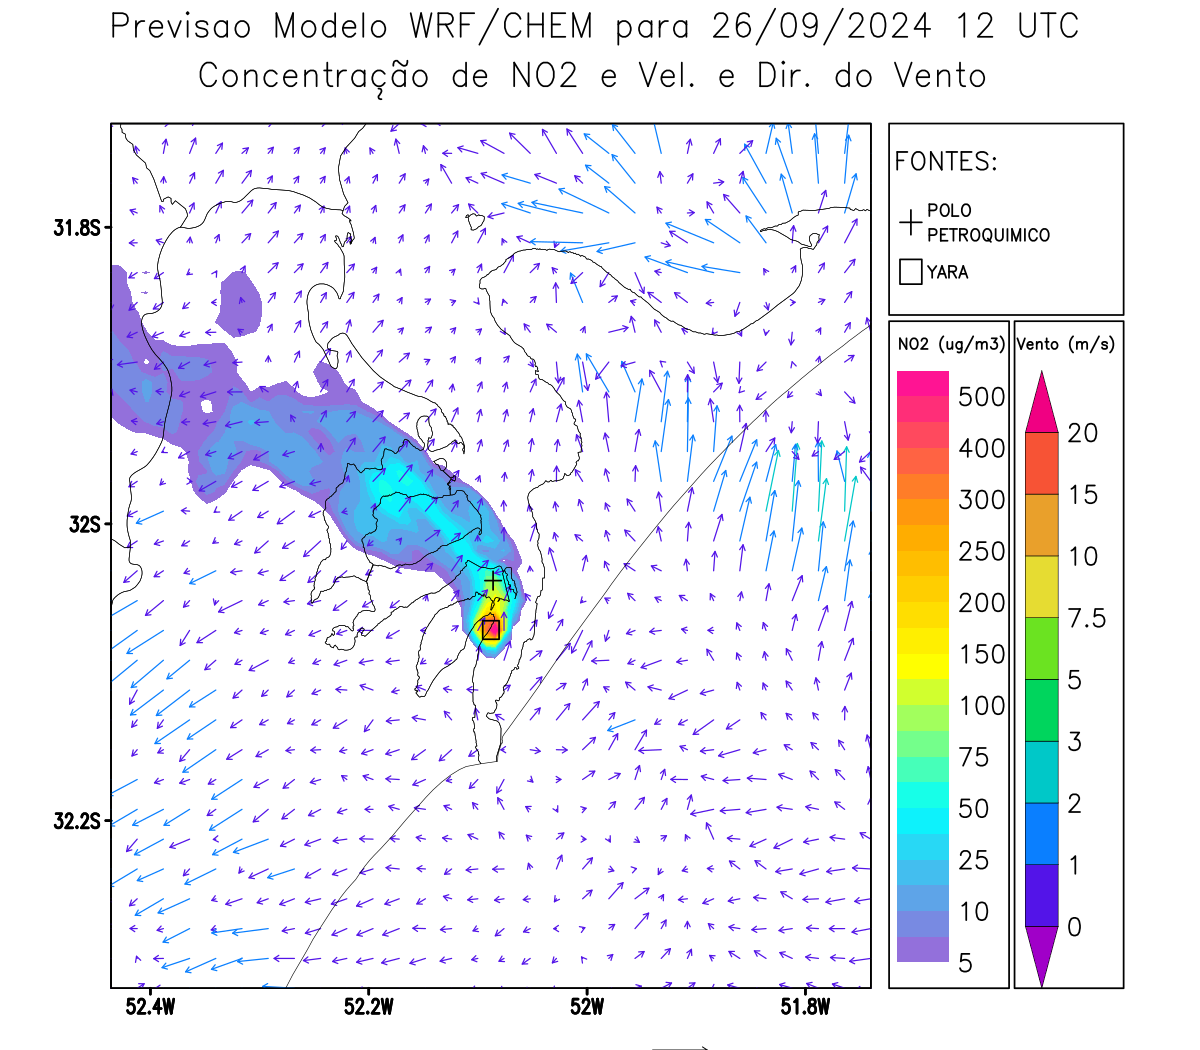 Previsao Modelo WRF/CHEM para 26/09/2024 12 UTC
Concentração de NO2 e Vel. e Dir. do Vento
FONTES:
POLO
PETROQUIMICO
YARA
31.8S
32S
32.2S
52.4W
52.2W
52W
51.8W
NO2 (ug/m3)
500
400
300
250
200
150
100
75
50
25
10
5
Vento (m/s)
20
15
10
7.5
5
3
2
1
0